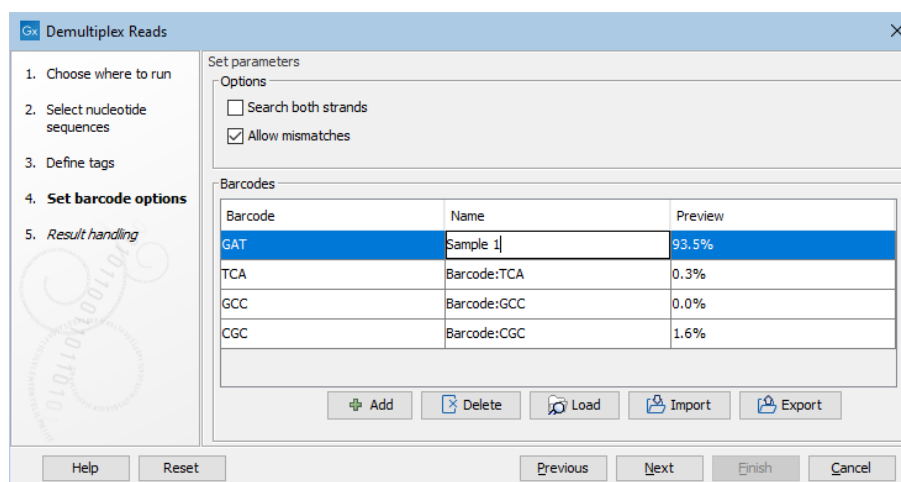 Gx Demultiplex Reads
1. Choose where to run
2. Select nucleotide
sequences
3. Define tags
4. Set barcode options
5. Result handling
Set parameters
Options
Search both strands
Allow mismatches
Barcodes
Barcode Name Preview
GAT Sample 1 93.5%
TCA Barcode:TCA 0.3%
GCC Barcode:GCC 0.0%
CGC Barcode:CGC 1.6%
Add Delete Load Import Export
Help Reset Previous Next Finish Cancel